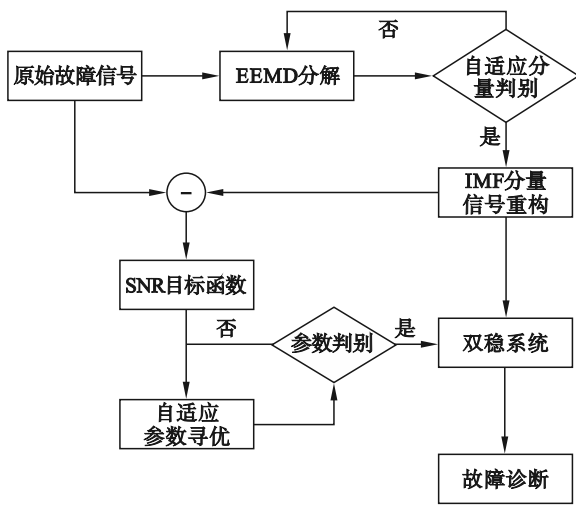 否
原始故障信号
EEMD分解
自适应分
量判别
是
IMF分量
信号重构
-
SNR目标函数
否
参数判别
是
双稳系统
自适应
参数寻优
故障诊断